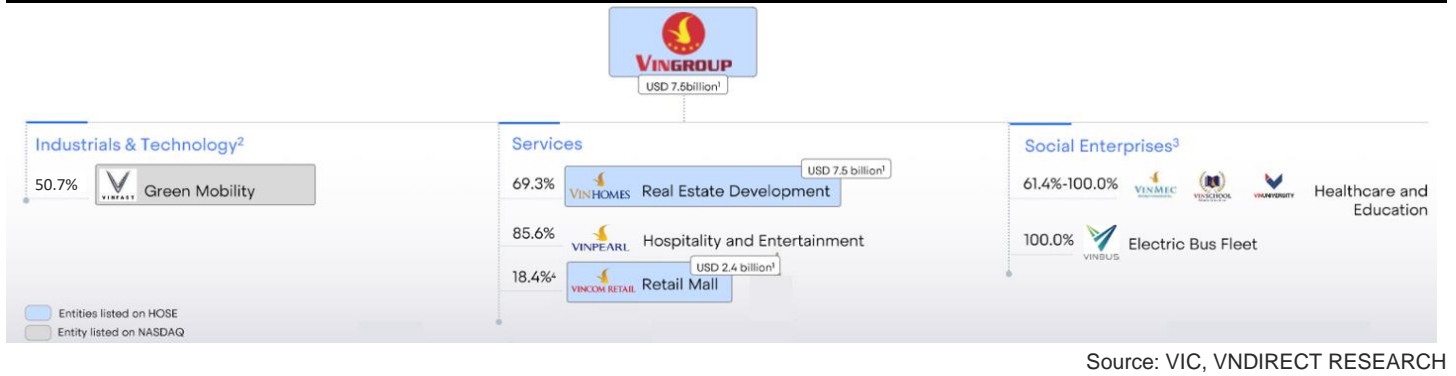 VINGROUP
USD 7.5billion¹
Industrials & Technology²
50.7%
VINFAST
Green Mobility
Services
USD 7.5 billion¹
69.3%
VINHOMES
Real Estate Development
85.6%
VINPEARL
Hospitality and Entertainment
USD 2.4 billion¹
18.4%⁴
VINCOM RETAIL
Retail Mall
Social Enterprises³
61.4%-100.0%
VINMEC
VINSCHOOL
VINUNIVERSITY
Healthcare and
Education
100.0%
VINBUS
Electric Bus Fleet
Entities listed on HOSE
Entity listed on NASDAQ
Source: VIC, VNDIRECT RESEARCH